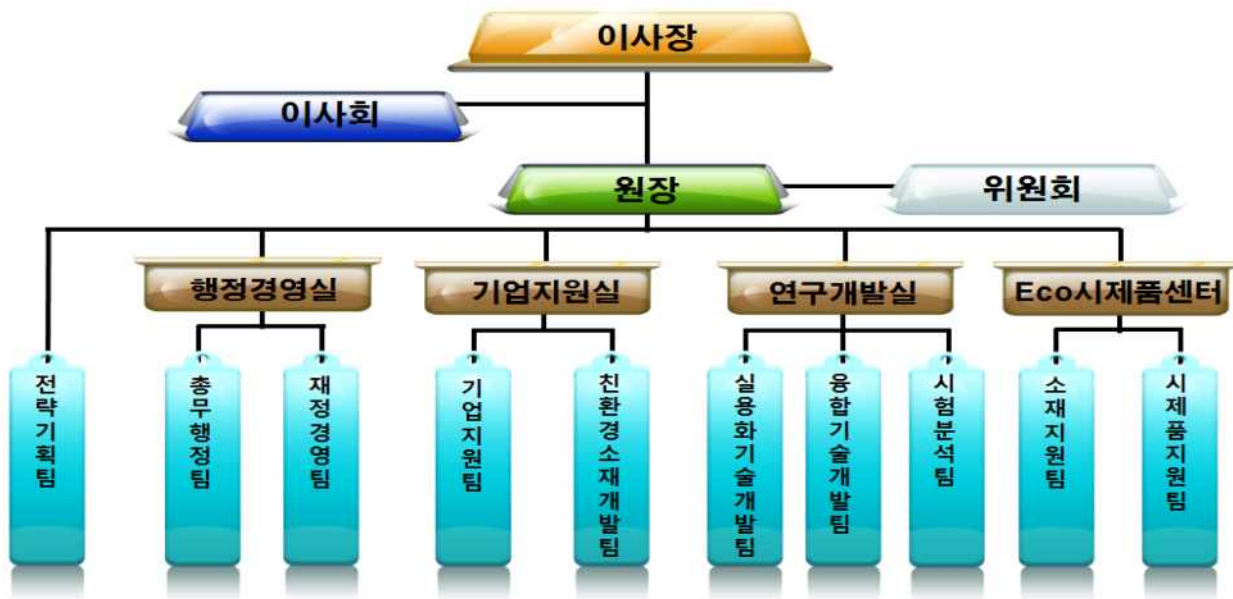 이사장
이사회
원장
위원회
행정경영실
기업지원실
연구개발실
Eco시제품센터
전략기획팀
총무행정팀
재정경영팀
기업지원팀
친환경소재개발팀
실용화기술개발팀
융합기술개발팀
시험분석팀
소재지원팀
시제품지원팀